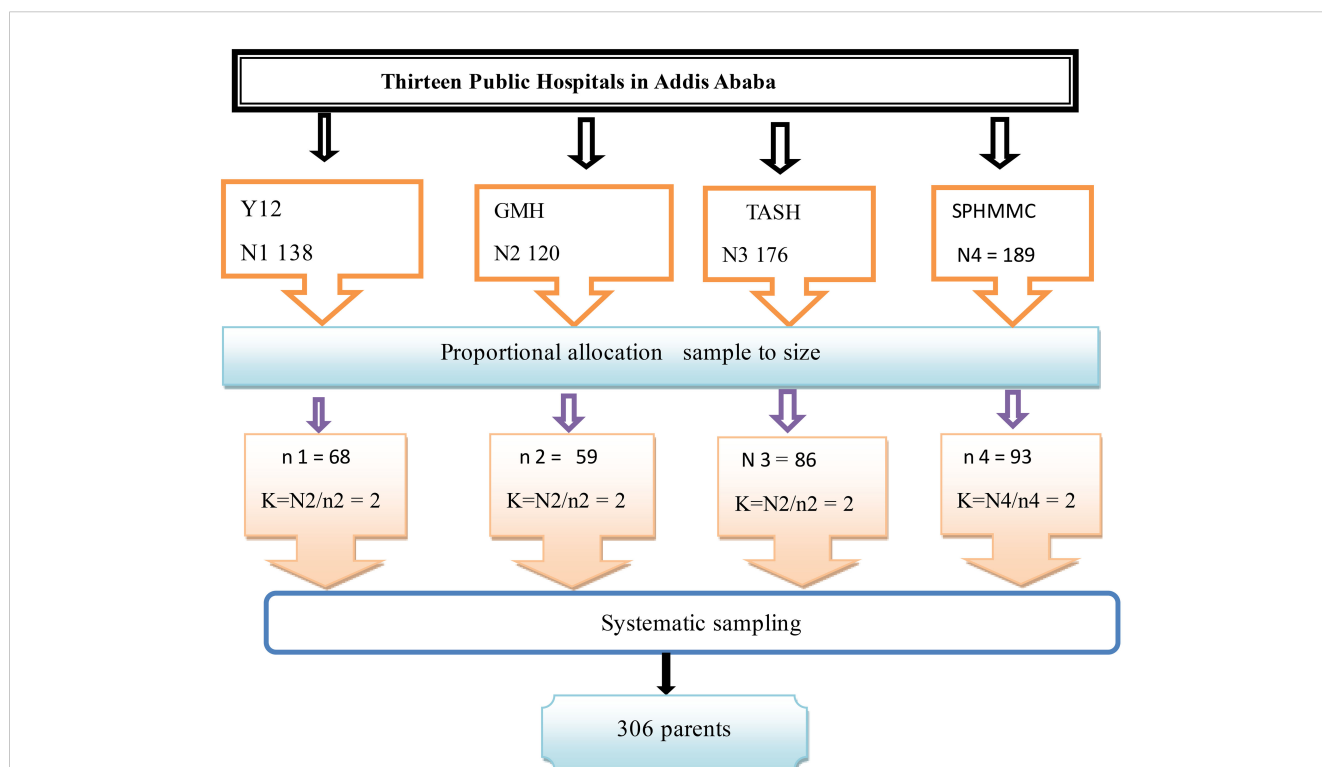 Thirteen Public Hospitals in Addis Ababa
Y12
N1 138
GMH
N2 120
TASH
N3 176
SPHMMC
N4 = 189
Proportional allocation sample to size
n 1 = 68
K=N2/n2 = 2
n 2 = 59
K=N2/n2 = 2
N 3 = 86
K=N2/n2 = 2
n 4 = 93
K=N4/n4 = 2
Systematic sampling
306 parents